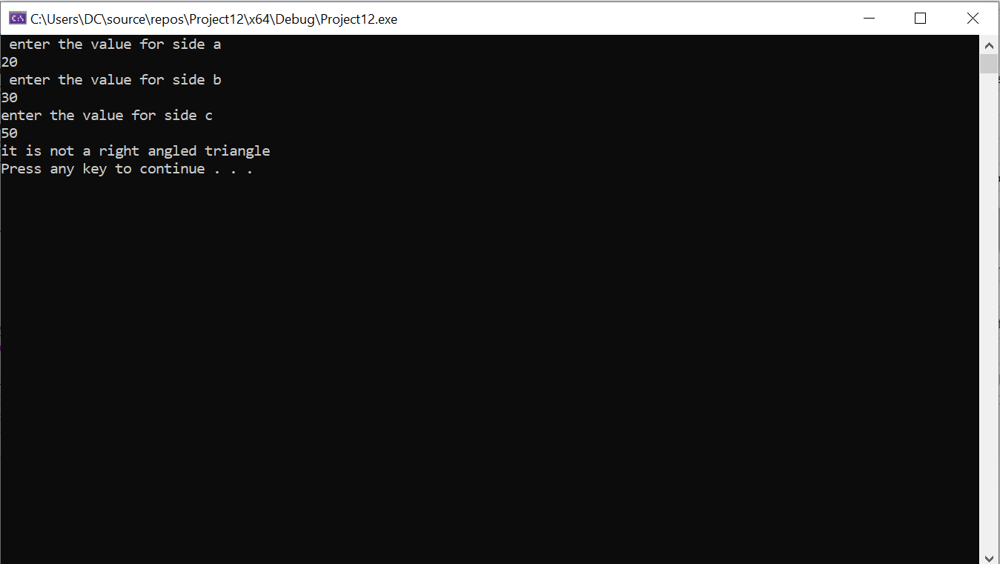 C:\Users\DC\source\repos\Project12\x64\Debug\Project12.exe
enter the value for side a
20
enter the value for side b
30
enter the value for side c
50
it is not a right angled triangle
Press any key to continue . . .